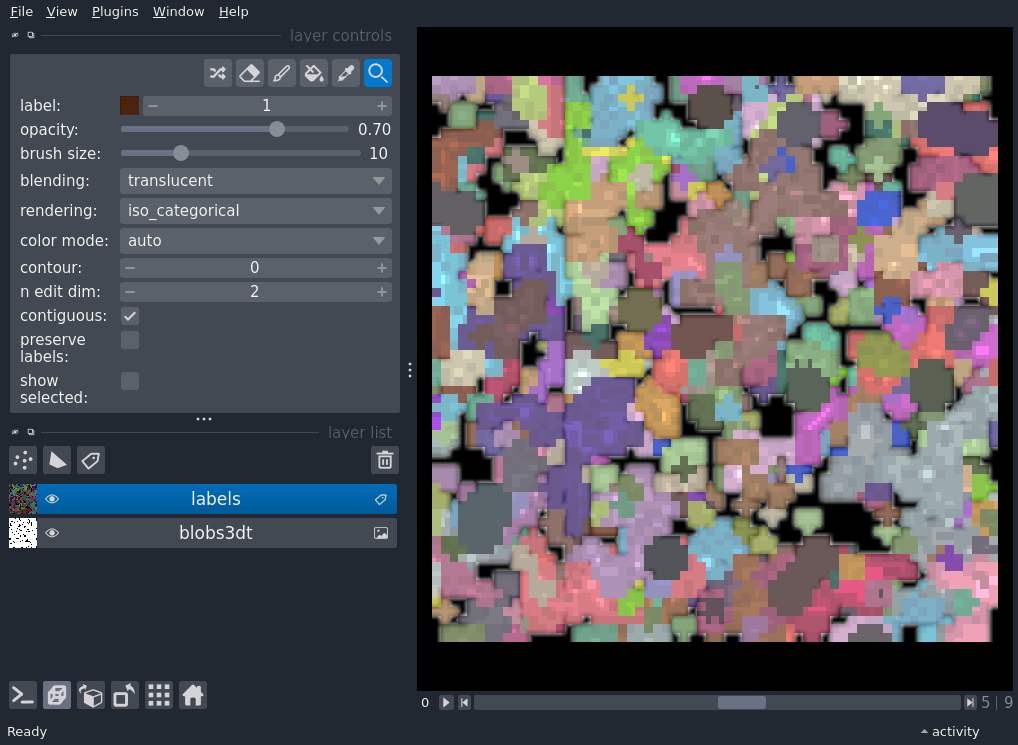 File View Plugins Window Help
layer controls
label: 1
opacity: 0.70
brush size: 10
blending: translucent
rendering: iso_categorical
color mode: auto
contour: 0
n edit dim: 2
contiguous:
preserve
labels:
show
selected:
layer list
labels
blobs3dt
0 5 | 9
Ready activity